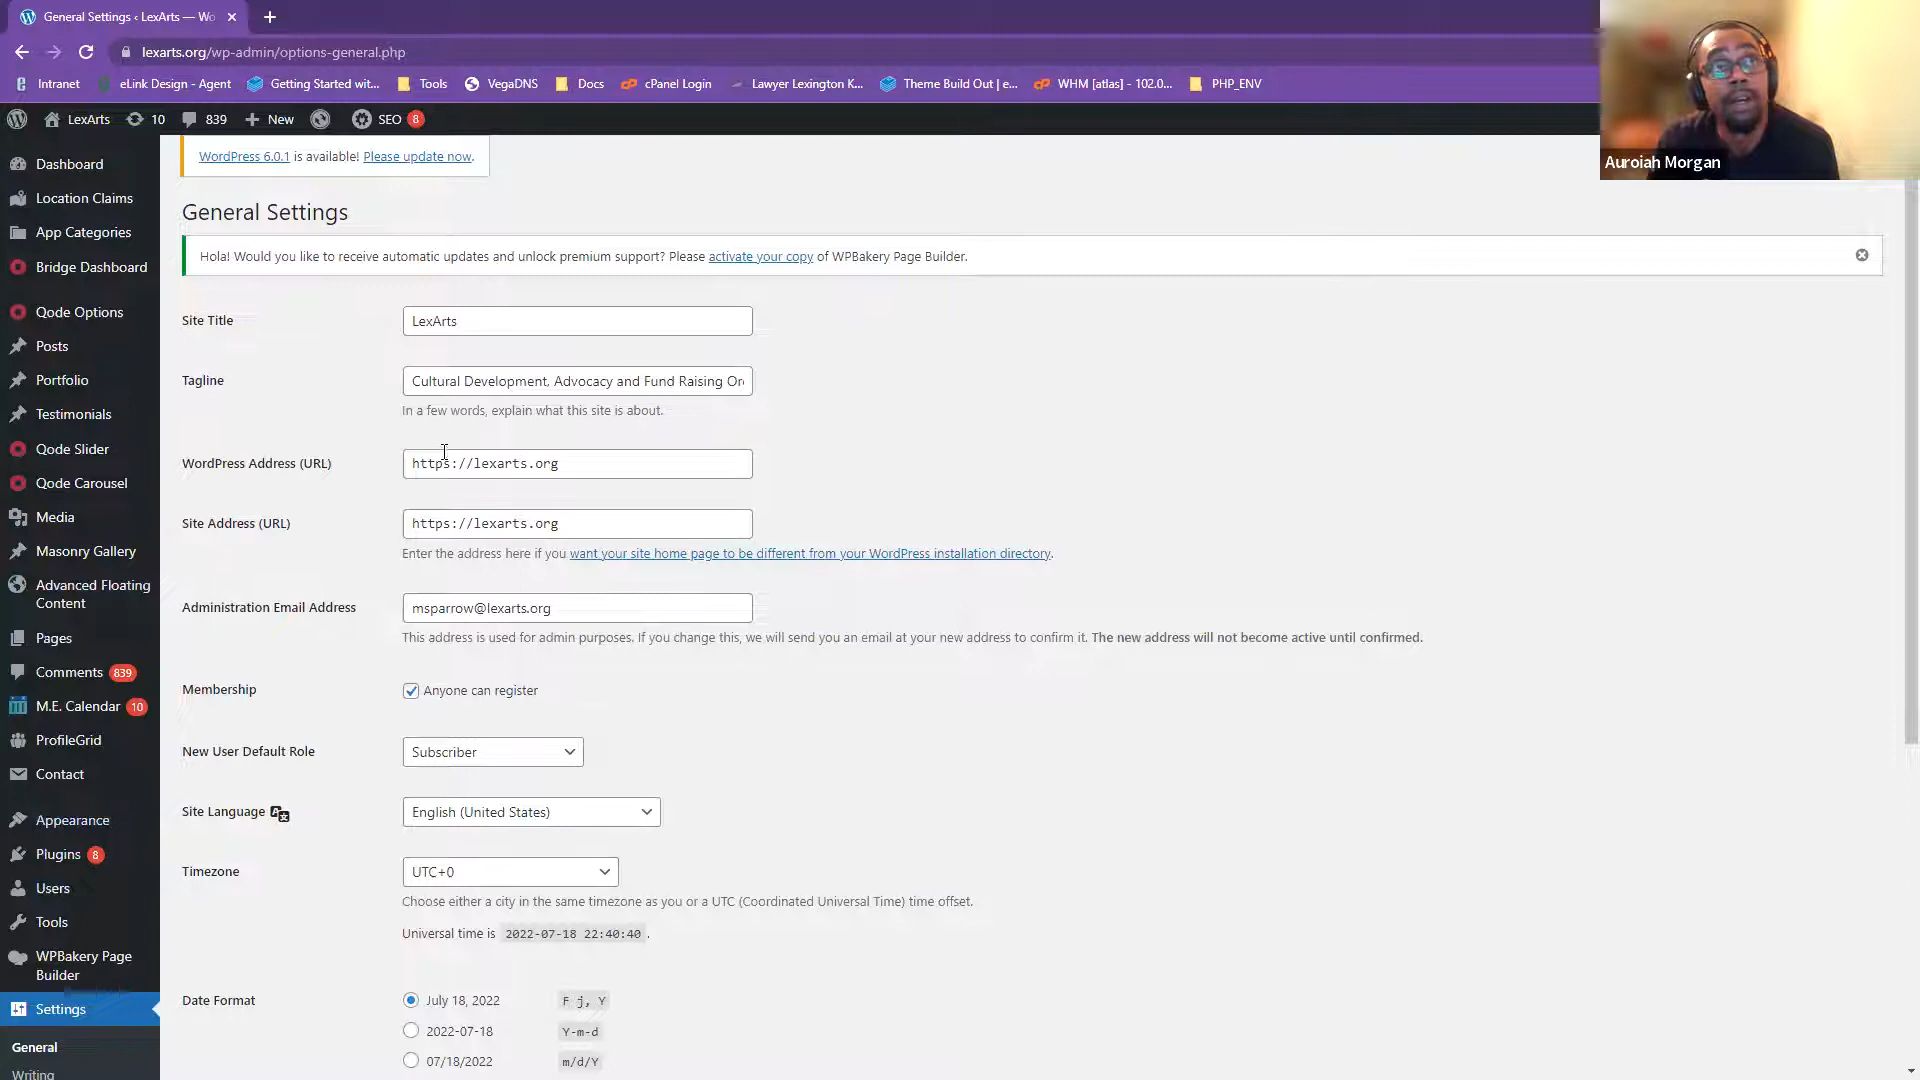 General Settings ‹ LexArts — Wo
lexarts.org/wp-admin/options-general.php
Intranet
eLink Design - Agent
Getting Started wit...
Tools
VegaDNS
Docs
cPanel Login
Lawyer Lexington K...
Theme Build Out | e...
WHM [atlas] - 102.0...
PHP_ENV
LexArts
10
839
New
SEO
8
Auroiah Morgan
Dashboard
Location Claims
App Categories
Bridge Dashboard
Qode Options
Posts
Portfolio
Testimonials
Qode Slider
Qode Carousel
Media
Masonry Gallery
Advanced Floating
Content
Pages
Comments 839
M.E. Calendar 10
ProfileGrid
Contact
Appearance
Plugins 8
Users
Tools
WPBakery Page
Builder
Settings
General
Writing
WordPress 6.0.1 is available! Please update now.
General Settings
Hola! Would you like to receive automatic updates and unlock premium support? Please activate your copy of WPBakery Page Builder.
Site Title
LexArts
Tagline
Cultural Development, Advocacy and Fund Raising Or
In a few words, explain what this site is about.
WordPress Address (URL)
https://lexarts.org
Site Address (URL)
https://lexarts.org
Enter the address here if you want your site home page to be different from your WordPress installation directory.
Administration Email Address
msparrow@lexarts.org
This address is used for admin purposes. If you change this, we will send you an email at your new address to confirm it. The new address will not become active until confirmed.
Membership
Anyone can register
New User Default Role
Subscriber
Site Language
English (United States)
Timezone
UTC+0
Choose either a city in the same timezone as you or a UTC (Coordinated Universal Time) time offset.
Universal time is 2022-07-18 22:40:40 .
Date Format
July 18, 2022
F j, Y
2022-07-18
Y-m-d
07/18/2022
m/d/Y